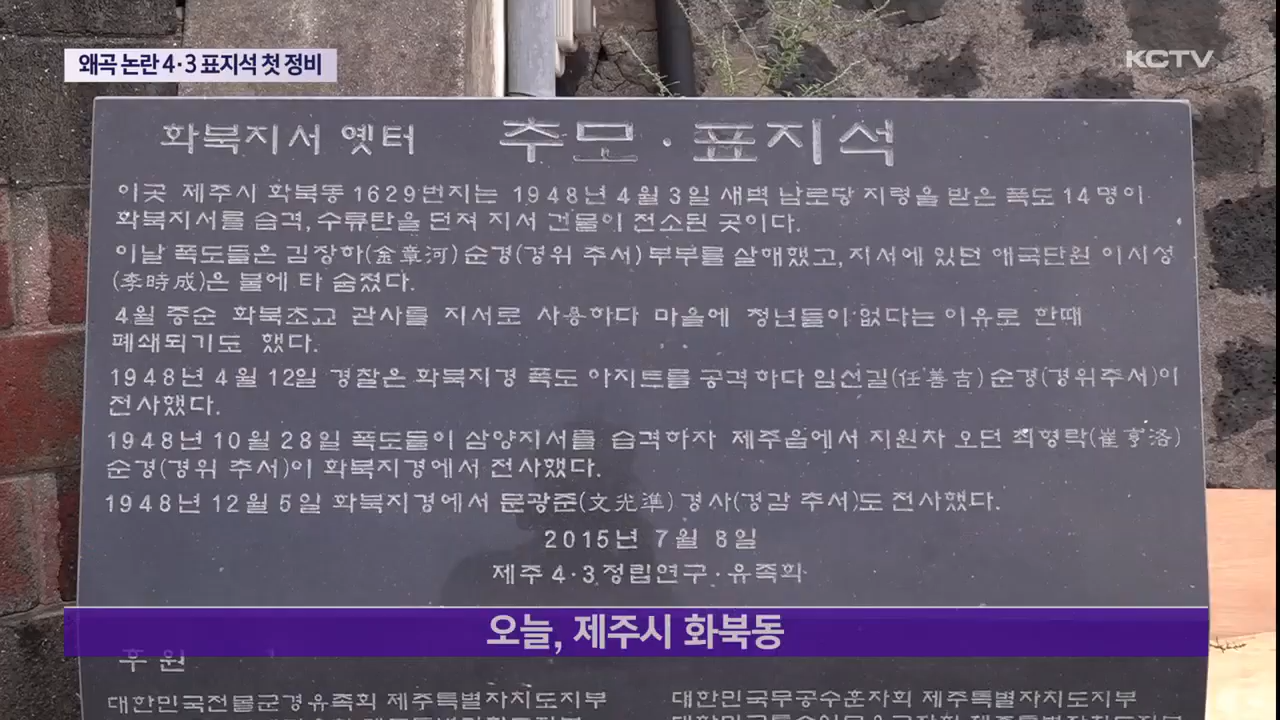 왜곡 논란 4·3 표지석 첫 정비
KCTV
화북지서 옛터 추모·표지석
이곳 제주시 화북동 1629번지는 1948년 4월 3일 새벽 남로당 지령을 받은 폭도 14명이
화북지서를 습격, 수류탄을 던져 지서 건물이 전소된 곳이다.
이날 폭도들은 김장하(金章河)순경(경위 추서)부부를 살해했고, 지서에 있던 애국단원 이시성
(李時成)은 불에 타 숨졌다.
4월 중순 화북초교 관사를 지서로 사용하다 마을에 청년들이 없다는 이유로 한때
폐쇄되기도 했다.
1948년 4월 12일 경찰은 화북지경 폭도 아지트를 공격하다 임선길(任善吉)순경(경위추서)이
전사했다.
1948년 10월 28일 폭도들이 삼양지서를 습격하자 제주읍에서 지원차 오던 최형락(崔亨洛)
순경(경위 추서)이 화북지경에서 전사했다.
1948년 12월 5일 화북지경에서 문광준(文光準)경사(경감 추서)도 전사했다.
2015년 7월 8일
제주4·3정립연구·유족회
오늘, 제주시 화북동
후원
대한민국전몰군경유족회 제주특별자치도지부 대한민국무공수훈자회 제주특별자치도지부